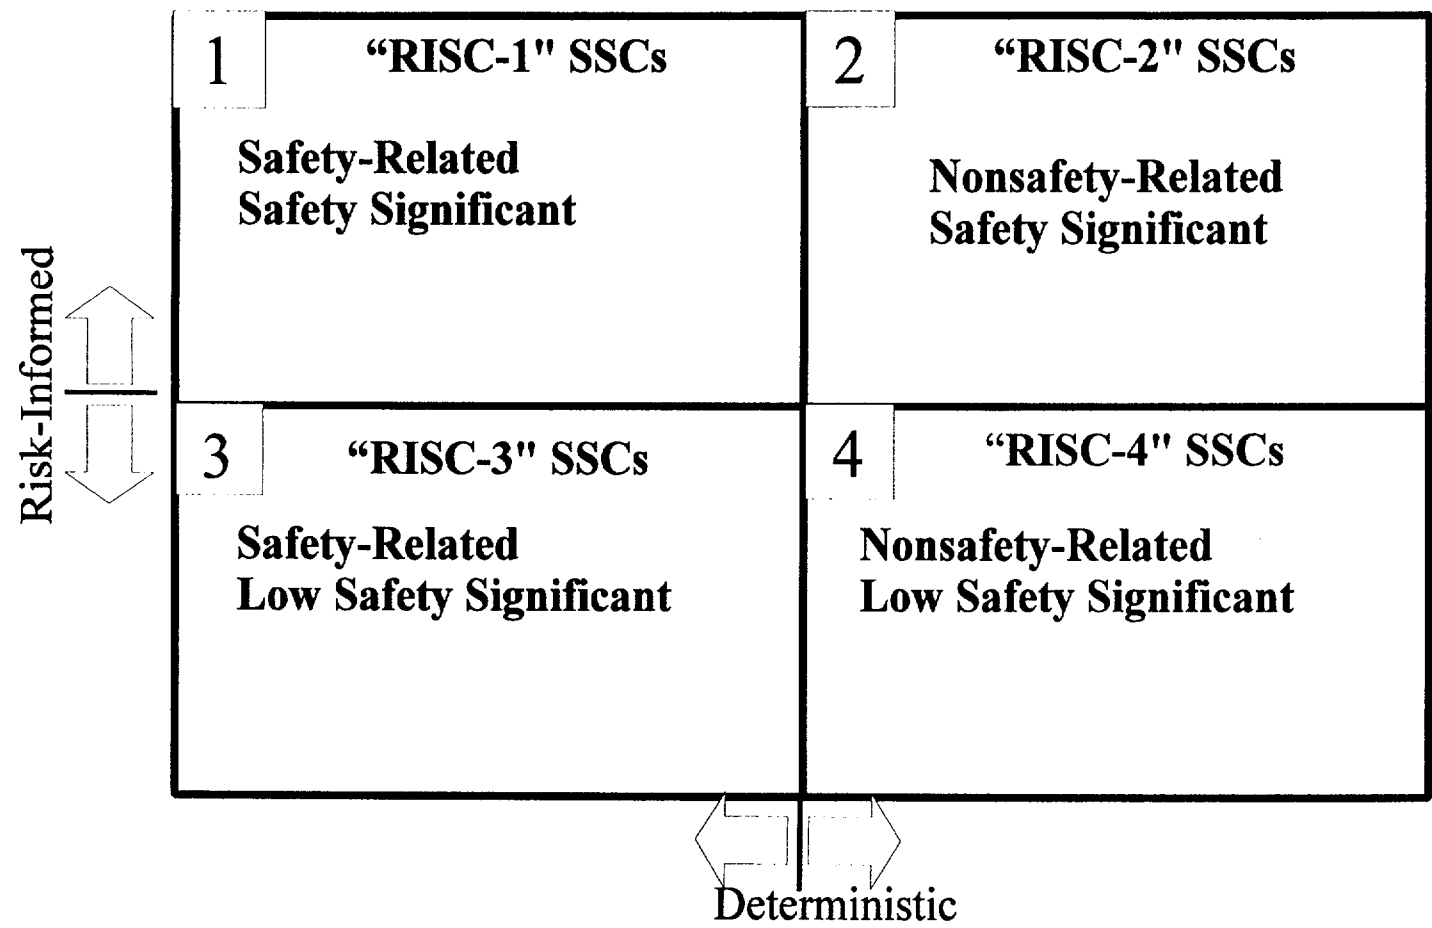 1
“RISC-1" SSCs
Safety-Related
Safety Significant
2
“RISC-2" SSCs
Nonsafety-Related
Safety Significant
Risk-Informed
3
“RISC-3" SSCs
Safety-Related
Low Safety Significant
4
“RISC-4" SSCs
Nonsafety-Related
Low Safety Significant
Deterministic